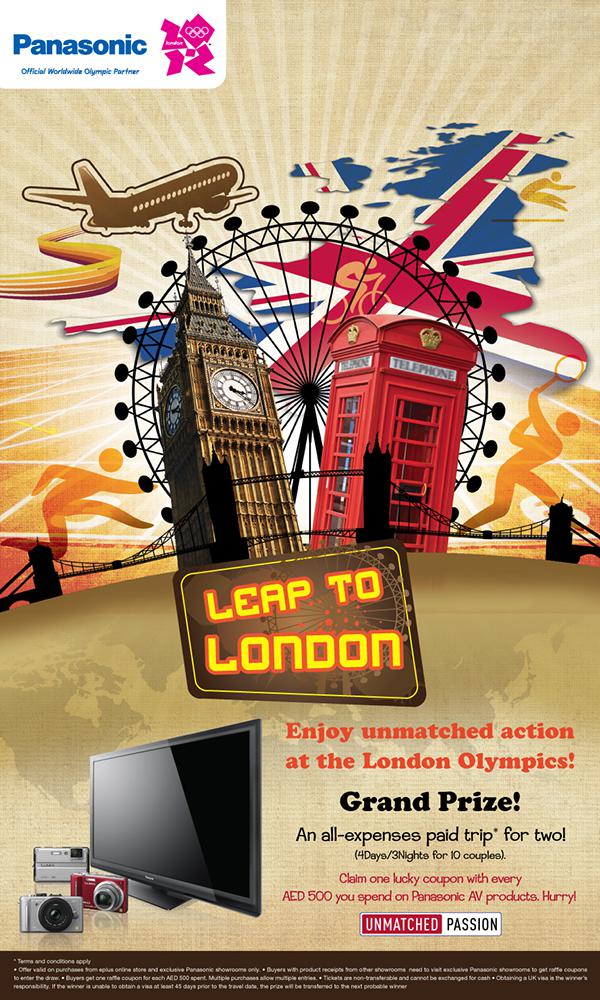 Panasonic
Official Worldwide Olympic Partner
london
TELEPHONE
TELEPHONE
LEAP TO
LONDON
Enjoy unmatched action
at the London Olympics!
Grand Prize!
An all-expenses paid trip* for two!
(4Days/3Nights for 10 couples).
Claim one lucky coupon with every
AED 500 you spend on Panasonic AV products. Hurry!
UNMATCHED PASSION
Panasonic
* Terms and conditions apply
• Offer valid on purchases from eplus online store and exclusive Panasonic showrooms only. • Buyers with product receipts from other showrooms need to visit exclusive Panasonic showrooms to get raffle coupons
to enter the draw. • Buyers get one raffle coupon for each AED 500 spent. Multiple purchases allow multiple entries. • Tickets are non-transferable and cannot be exchanged for cash • Obtaining a UK visa is the winner's
responsibility. If the winner is unable to obtain a visa at least 45 days prior to the travel date, the prize will be transferred to the next probable winner